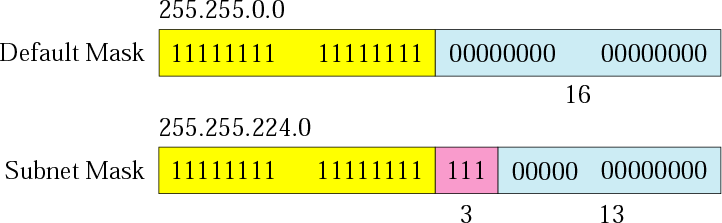 255.255.0.0
Default Mask 11111111 11111111 00000000 00000000
16
255.255.224.0
Subnet Mask 11111111 11111111 111 00000 00000000
3 13